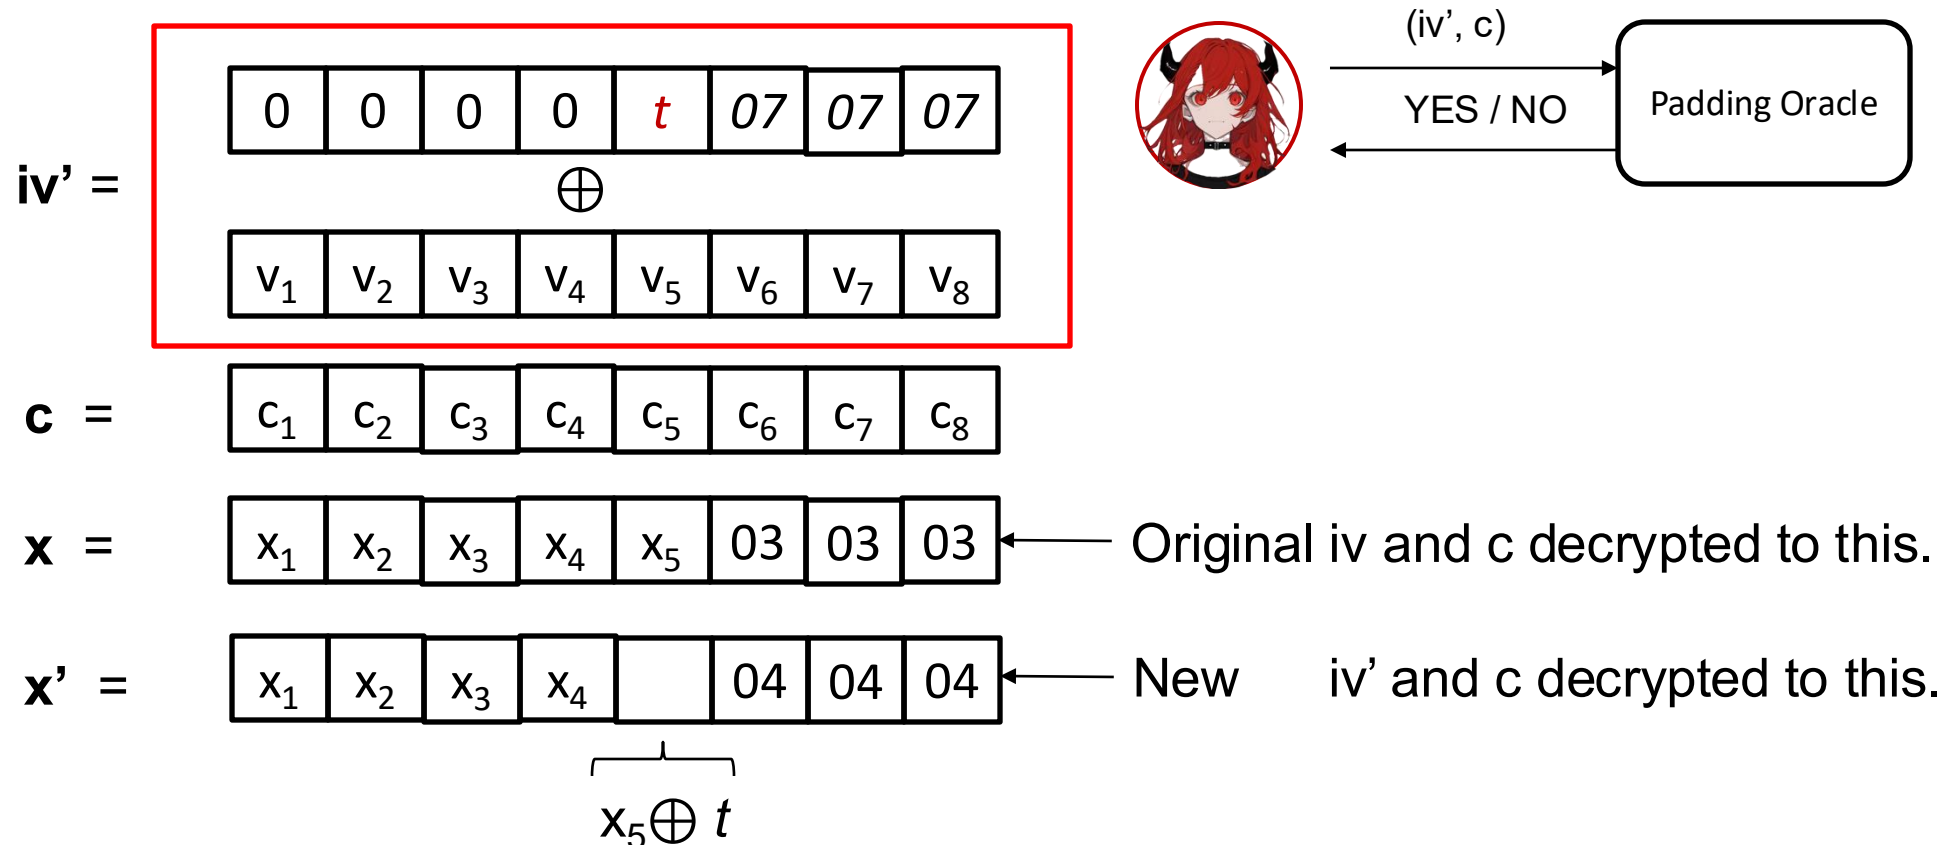 (iv’, c)
YES / NO
Padding Oracle
iv’ =
0 0 0 0 t 07 07 07
⊕
v₁ v₂ v₃ v₄ v₅ v₆ v₇ v₈
c = c₁ c₂ c₃ c₄ c₅ c₆ c₇ c₈
x = x₁ x₂ x₃ x₄ x₅ 03 03 03 Original iv and c decrypted to this.
x’ = x₁ x₂ x₃ x₄ 04 04 04 New iv’ and c decrypted to this.
x₅⊕ t